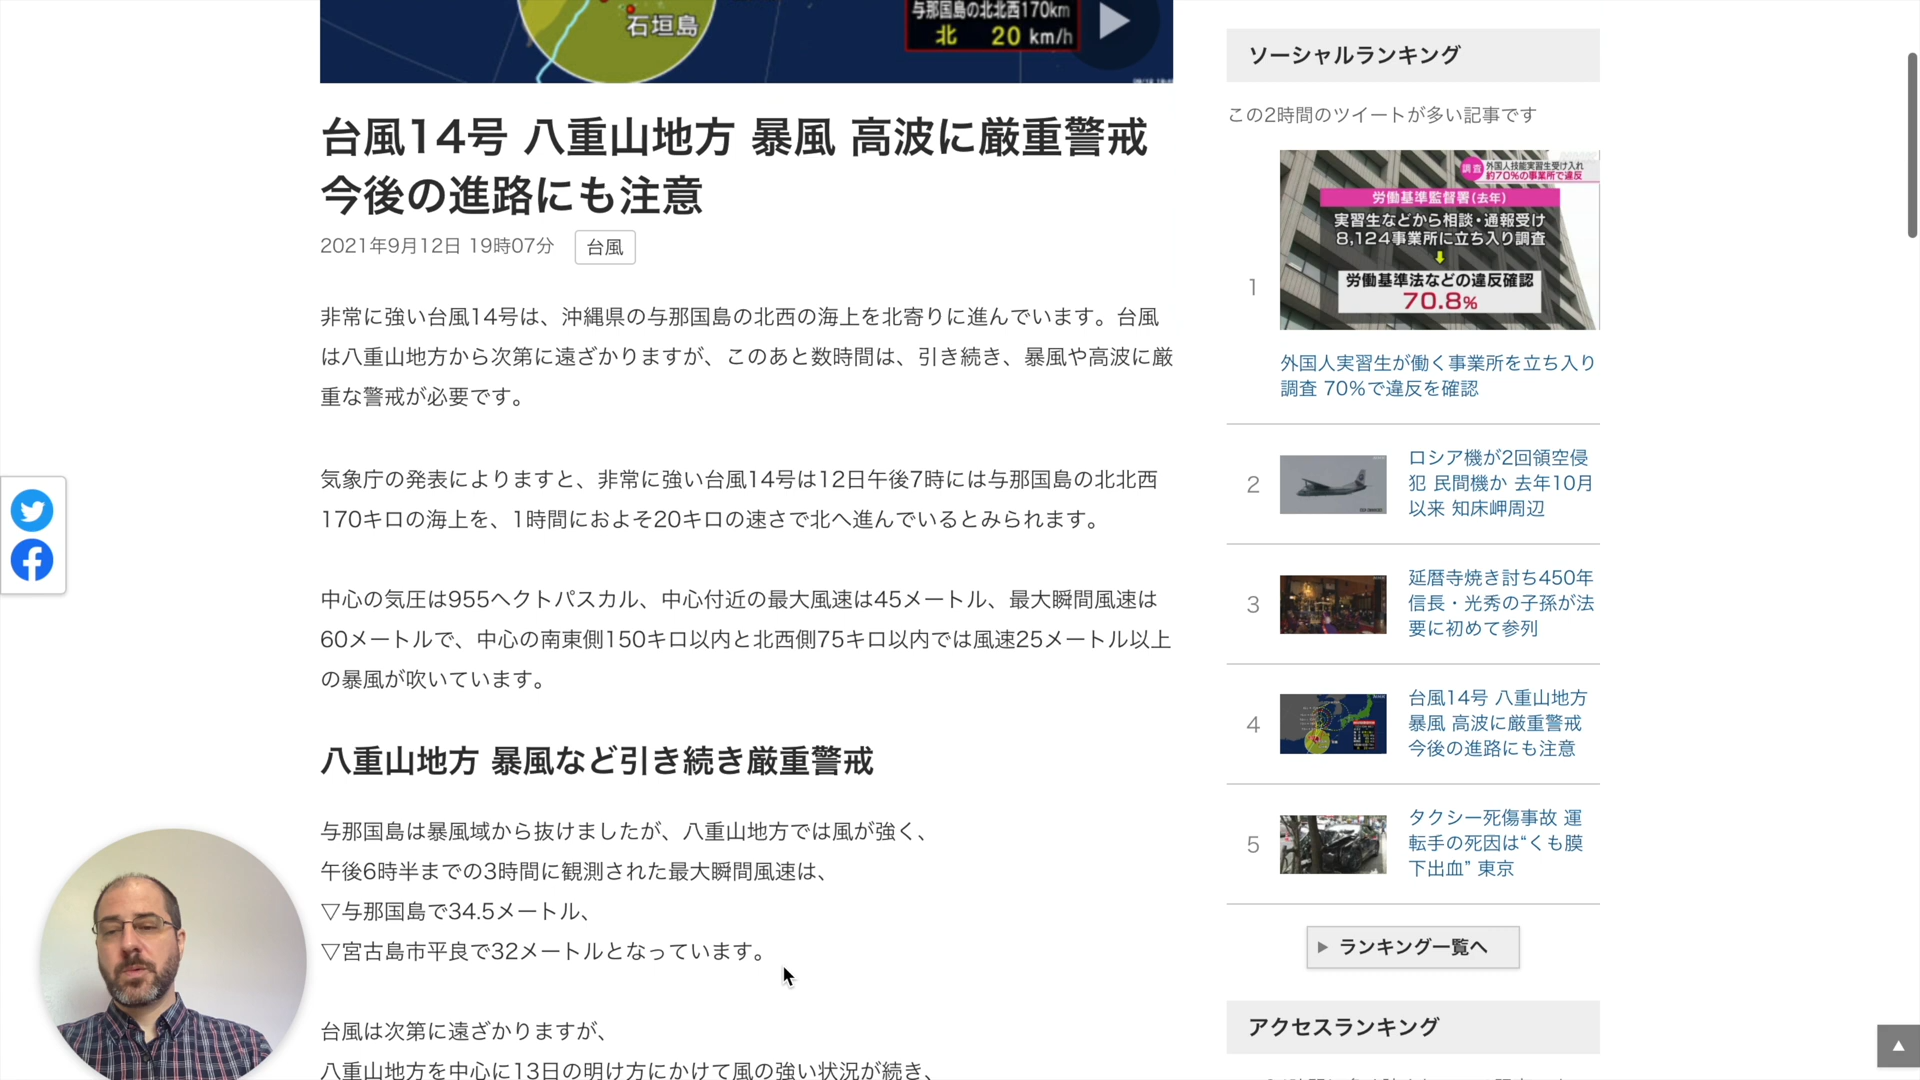 石垣島
与那国島の北北西170km
北 20 km/h
台風14号 八重山地方 暴風 高波に厳重警戒
今後の進路にも注意
2021年9月12日 19時07分 台風
非常に強い台風14号は、沖縄県の与那国島の北西の海上を北寄りに進んでいます。台風
は八重山地方から次第に遠ざかりますが、このあと数時間は、引き続き、暴風や高波に厳
重な警戒が必要です。
気象庁の発表によりますと、非常に強い台風14号は12日午後7時には与那国島の北北西
170キロの海上を、1時間におよそ20キロの速さで北へ進んでいるとみられます。
中心の気圧は955ヘクトパスカル、中心付近の最大風速は45メートル、最大瞬間風速は
60メートルで、中心の南東側150キロ以内と北西側75キロ以内では風速25メートル以上
の暴風が吹いています。
八重山地方 暴風など引き続き厳重警戒
与那国島は暴風域から抜けましたが、八重山地方では風が強く、
午後6時半までの3時間に観測された最大瞬間風速は、
▽与那国島で34.5メートル、
▽宮古島市平良で32メートルとなっています。
台風は次第に遠ざかりますが、
八重山地方を中心に13日の明け方にかけて風の強い状況が続き、
ソーシャルランキング
この2時間のツイートが多い記事です
1
調査 外国人技能実習生受け入れ
約70%の事業所で違反
労働基準監督署(去年)
実習生などから相談・通報受け
8,124事業所に立ち入り調査
労働基準法などの違反確認
70.8%
外国人実習生が働く事業所を立ち入り
調査 70%で違反を確認
2
ロシア機が2回領空侵
犯 民間機か 去年10月
以来 知床岬周辺
3
延暦寺焼き討ち450年
信長・光秀の子孫が法
要に初めて参列
4
台風14号 八重山地方
暴風 高波に厳重警戒
今後の進路にも注意
5
タクシー死傷事故 運
転手の死因は“くも膜
下出血” 東京
ランキング一覧へ
アクセスランキング